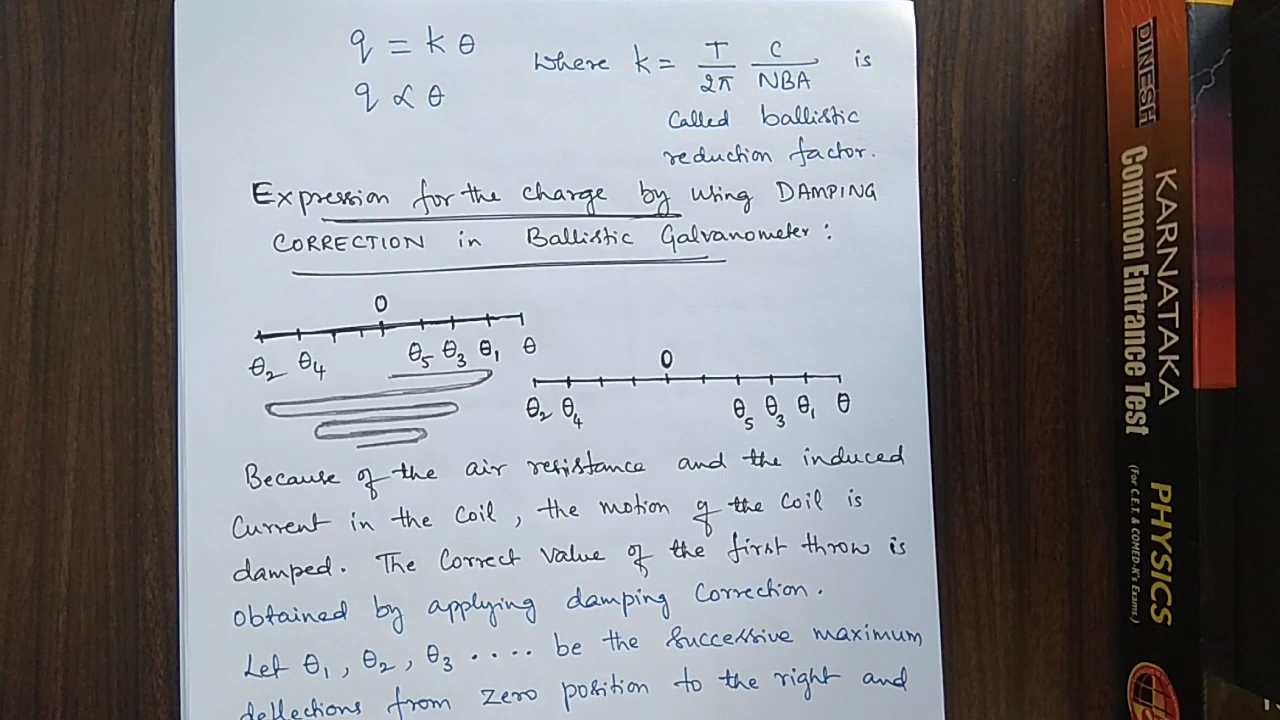 q = k θ
where k = T/2π C/NBA is
q ∝ θ
called ballistic
reduction factor.
Expression for the charge by using DAMPING
CORRECTION in Ballistic Galvanometer :
0
θ₂ θ₄ θ₅ θ₃ θ₁ θ
0
θ₂ θ₄ θ₅ θ₃ θ₁ θ
Because of the air resistance and the induced
current in the coil, the motion of the coil is
damped. The correct value of the first throw is
obtained by applying damping correction.
Let θ₁, θ₂, θ₃ .... be the successive maximum
deflections from zero position to the right and
DINESH
KARNATAKA
Common Entrance Test
PHYSICS
(For C.E.T. & COMED-K's Exams)